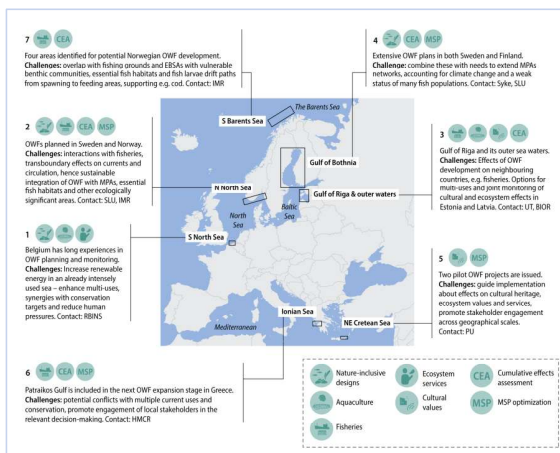 7 CEA
Four areas identified for potential Norwegian OWF development.
Challenges: overlap with fishing grounds and EBSAs with vulnerable
benthic communities, essential fish habitats and fish larvae drift paths
from spawning to feeding areas, supporting e.g. cod. Contact: IMR
4 CEA MSP
Extensive OWF plans in both Sweden and Finland.
Challenge: combine these with needs to extend MPAs
networks, accounting for climate change and a weak
status of many fish populations. Contact: Syke, SLU
2 CEA MSP
OWFs planned in Sweden and Norway.
Challenges: Interactions with fisheries,
transboundary effect on currents and
circulation, hence sustainable
integration of OWF with MPAs, essential
fish habitats and other ecologically
significant areas. Contact: SLU, IMR
3 CEA
Gulf of Riga and its outer sea waters.
Challenges: Effects of OWF
development on neighbouring
countries, e.g. fisheries. Options for
multi-uses and joint monitoring of
cultural and ecosystem effects in
Estonia and Latvia. Contact: UT, BIOR
1
Belgium has long experiences in
OWF planning and monitoring.
Challenges: Increase renewable
energy in an already intensively
used sea – enhance multi-uses,
synergies with conservation
targets and reduce human
pressures. Contact: RBINS
5 MSP
Two pilot OWF projects are issued.
Challenges: guide implementation
about effects on cultural heritage,
ecosystem values and services,
promote stakeholder engagement
across geographical scales.
Contact: PU
6
Patraikos Gulf is included in the next OWF expansion stage in Greece.
Challenges: potential conflicts with multiple current uses and
conservation, promote engagement of local stakeholders in the
relevant decision-making. Contact: HMCR
The Barents Sea
S Barents Sea
Gulf of Bothnia
N North Sea
Gulf of Riga & outer waters
North
Sea
Baltic
Sea
S North Sea
Ionian Sea
NE Cretean Sea
Mediterranean
Nature-inclusive
designs
Ecosystem
services
CEA Cumulative effects
assessment
Aquaculture
Cultural
values
MSP MSP optimization
Fisheries